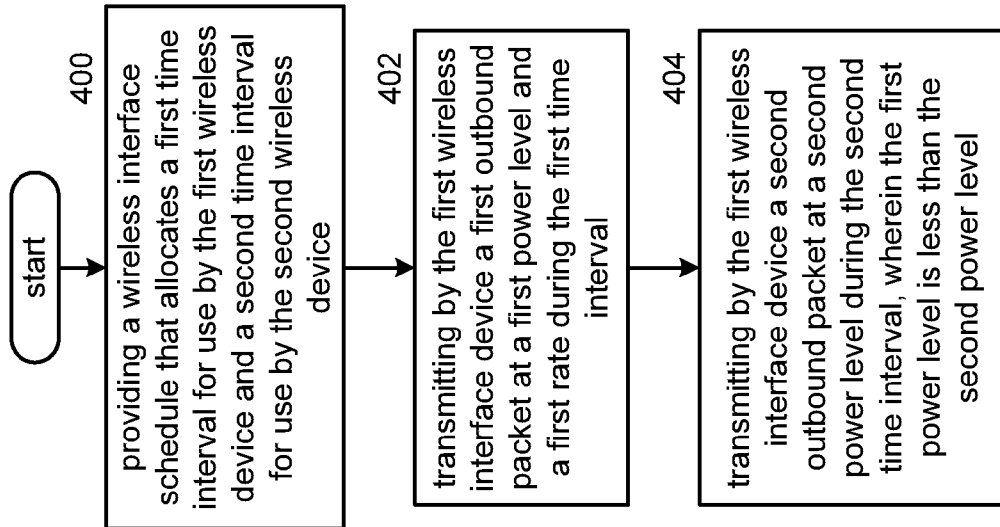 start
400
providing a wireless interface
schedule that allocates a first time
interval for use by the first wireless
device and a second time interval
for use by the second wireless
device
402
transmitting by the first wireless
interface device a first outbound
packet at a first power level and
a first rate during the first time
interval
404
transmitting by the first wireless
interface device a second
outbound packet at a second
power level during the second
time interval, wherein the first
power level is less than the
second power level